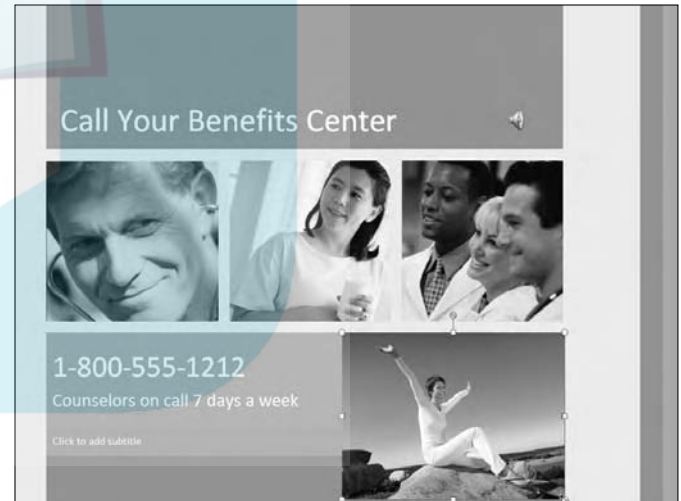 Call Your Benefits Center
1-800-555-1212
Counselors on call 7 days a week
Click to add subtitle